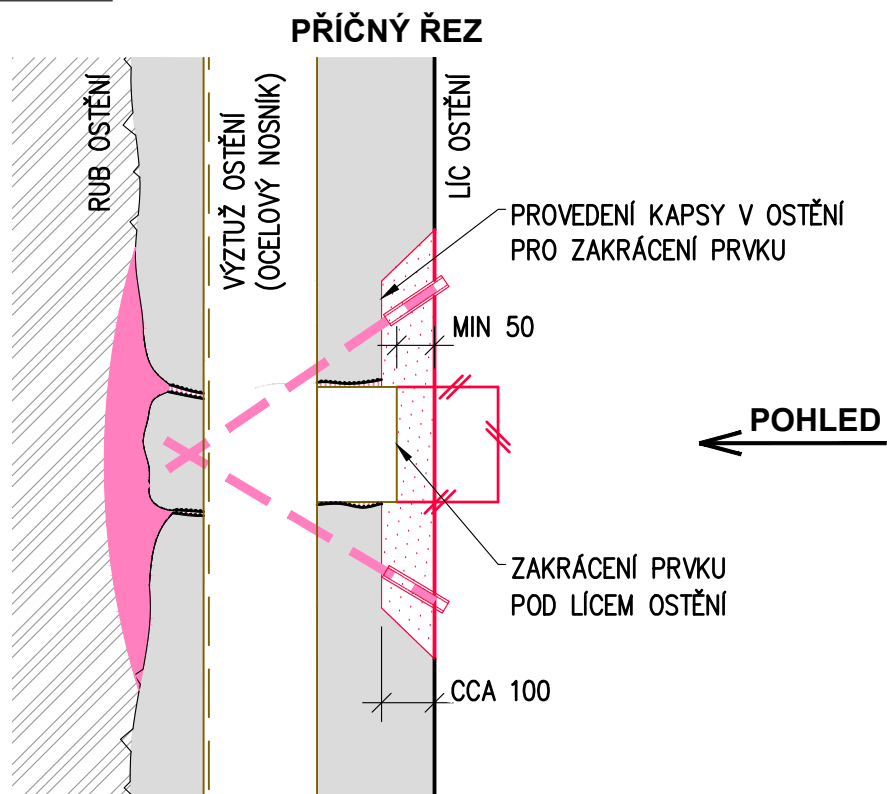 PŘÍČNÝ ŘEZ
RUB OSTĚNÍ
VÝZTUŽ OSTĚNÍ
(OCELOVÝ NOSNÍK)
LÍC OSTĚNÍ
PROVEDENÍ KAPSY V OSTĚNÍ
PRO ZAKRÁCENÍ PRVKU
MIN 50
POHLED
ZAKRÁCENÍ PRVKU
POD LÍCEM OSTĚNÍ
CCA 100